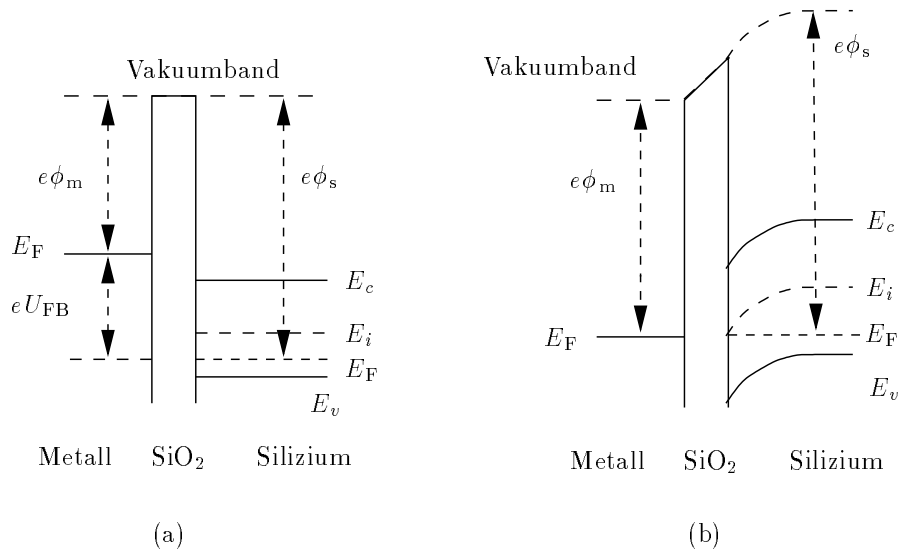 Vakuumband
eϕm
eϕs
EF
eUFB
Ec
Ei
EF
Ev
Metall SiO2 Silizium
(a)
Vakuumband
eϕs
eϕm
Ec
Ei
EF
EF
Ev
Metall SiO2 Silizium
(b)